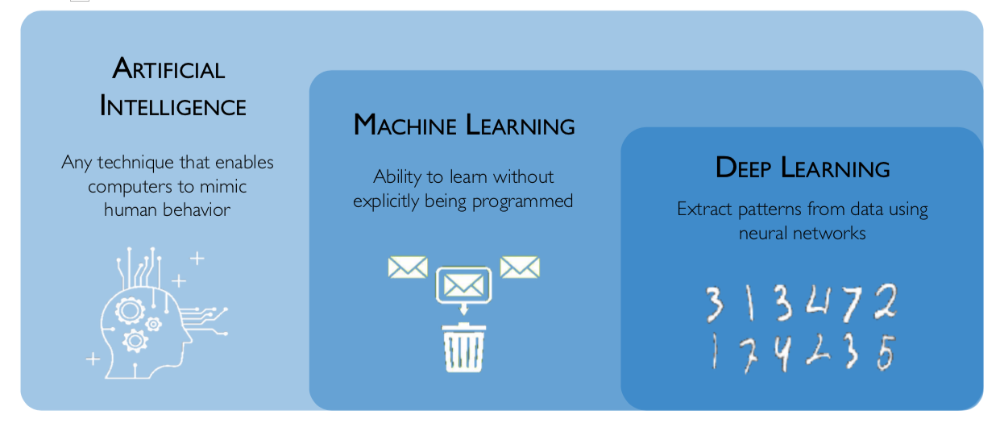 ARTIFICIAL
INTELLIGENCE
Any technique that enables
computers to mimic
human behavior
MACHINE LEARNING
Ability to learn without
explicitly being programmed
DEEP LEARNING
Extract patterns from data using
neural networks
3 1 3 4 7 2
1 7 4 2 3 5